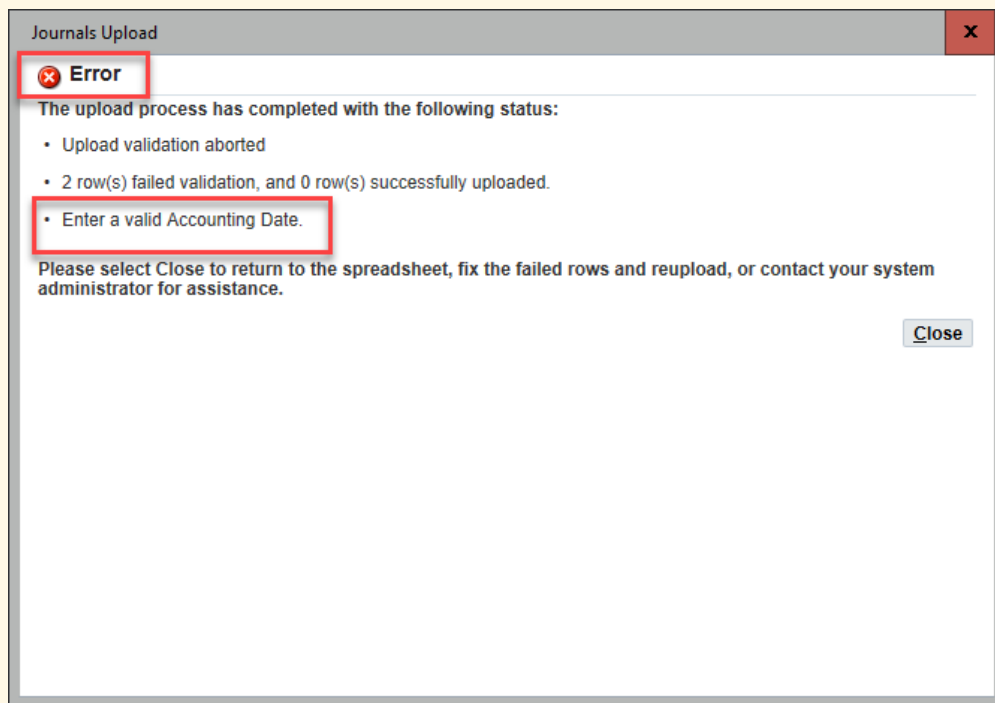 Journals Upload
x
Error
The upload process has completed with the following status:
• Upload validation aborted
• 2 row(s) failed validation, and 0 row(s) successfully uploaded.
• Enter a valid Accounting Date.
Please select Close to return to the spreadsheet, fix the failed rows and reupload, or contact your system
administrator for assistance.
Close